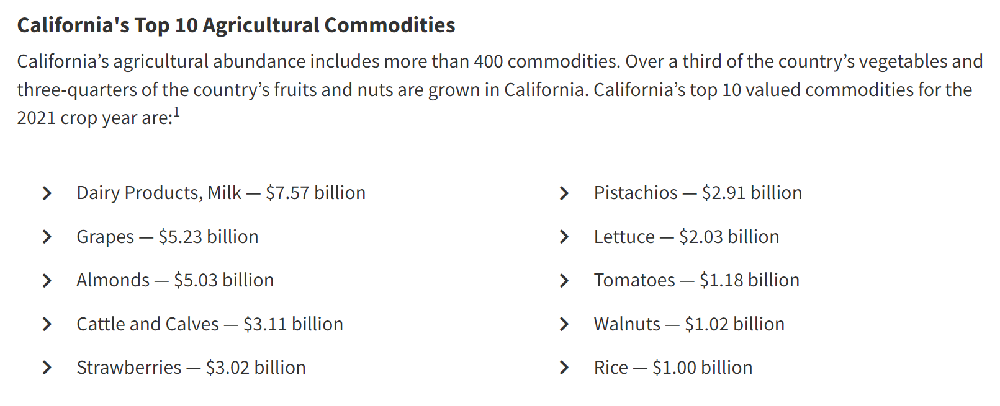 California's Top 10 Agricultural Commodities
California’s agricultural abundance includes more than 400 commodities. Over a third of the country’s vegetables and
three-quarters of the country’s fruits and nuts are grown in California. California’s top 10 valued commodities for the
2021 crop year are:1
Dairy Products, Milk — $7.57 billion
Grapes — $5.23 billion
Almonds — $5.03 billion
Cattle and Calves — $3.11 billion
Strawberries — $3.02 billion
Pistachios — $2.91 billion
Lettuce — $2.03 billion
Tomatoes — $1.18 billion
Walnuts — $1.02 billion
Rice — $1.00 billion